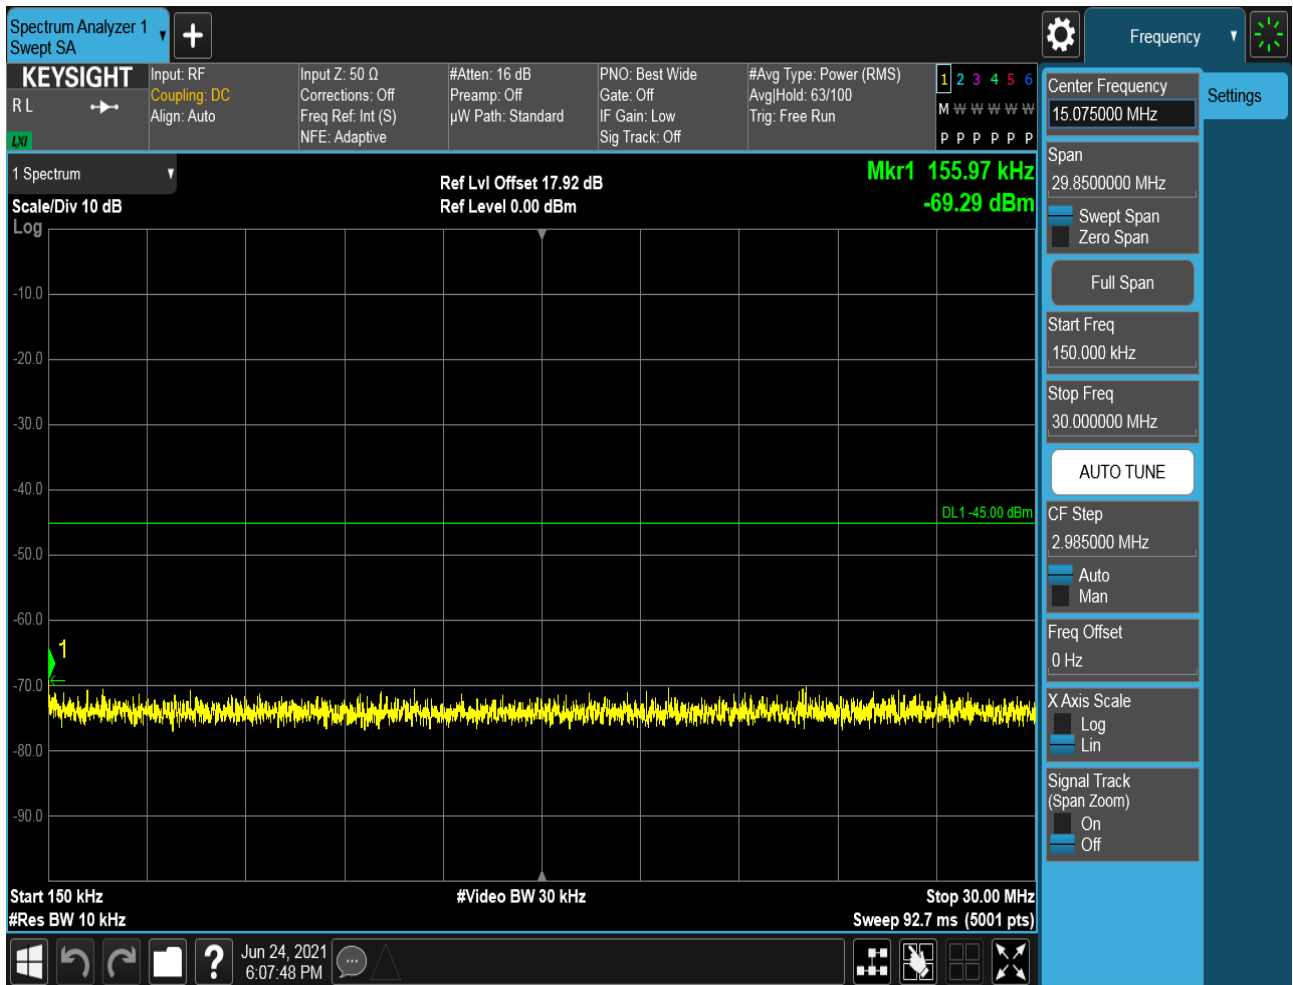 Spectrum Analyzer 1
Swept SA
Frequency
KEYSIGHT
R L
LXI
Input: RF
Coupling: DC
Align: Auto
Input Z: 50 Ω
Corrections: Off
Freq Ref: Int (S)
NFE: Adaptive
#Atten: 16 dB
Preamp: Off
µW Path: Standard
PNO: Best Wide
Gate: Off
IF Gain: Low
Sig Track: Off
#Avg Type: Power (RMS)
Avg|Hold: 63/100
Trig: Free Run
1 2 3 4 5 6
M W W W W W
P P P P P P
1 Spectrum
Scale/Div 10 dB
Log
Ref Lvl Offset 17.92 dB
Ref Level 0.00 dBm
Mkr1 155.97 kHz
-69.29 dBm
-10.0
-20.0
-30.0
-40.0
DL1 -45.00 dBm
-50.0
-60.0
1
-70.0
-80.0
-90.0
Start 150 kHz
#Res BW 10 kHz
#Video BW 30 kHz
Stop 30.00 MHz
Sweep 92.7 ms (5001 pts)
Jun 24, 2021
6:07:48 PM
Settings
Center Frequency
15.075000 MHz
Span
29.8500000 MHz
Swept Span
Zero Span
Full Span
Start Freq
150.000 kHz
Stop Freq
30.000000 MHz
AUTO TUNE
CF Step
2.985000 MHz
Auto
Man
Freq Offset
0 Hz
X Axis Scale
Log
Lin
Signal Track
(Span Zoom)
On
Off